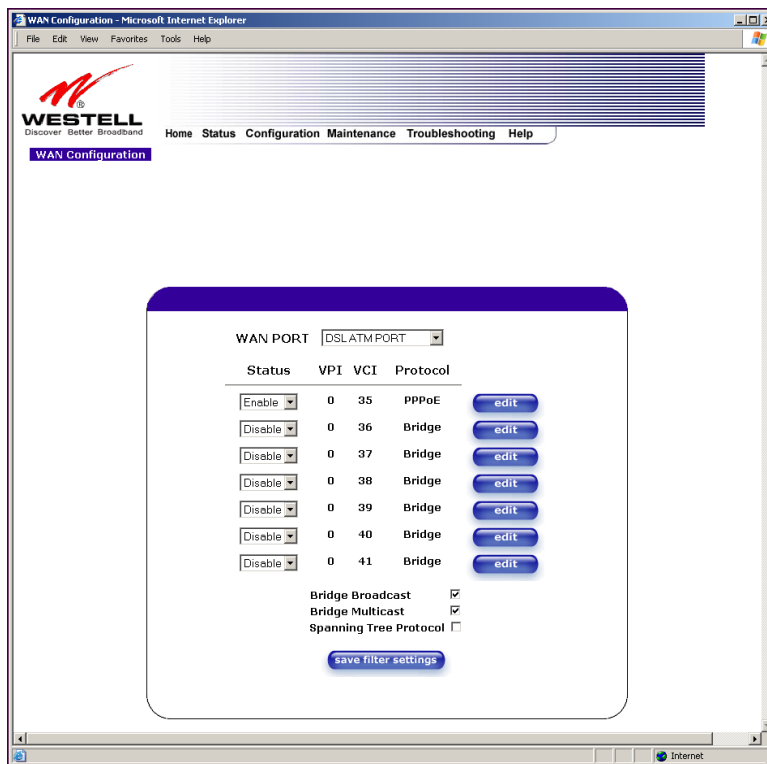 WAN Configuration - Microsoft Internet Explorer
File Edit View Favorites Tools Help
®
WESTELL
Discover Better Broadband
Home Status Configuration Maintenance Troubleshooting Help
WAN Configuration
WAN PORT DSL ATM PORT
Status VPI VCI Protocol
Enable 0 35 PPPoE edit
Disable 0 36 Bridge edit
Disable 0 37 Bridge edit
Disable 0 38 Bridge edit
Disable 0 39 Bridge edit
Disable 0 40 Bridge edit
Disable 0 41 Bridge edit
Bridge Broadcast
Bridge Multicast
Spanning Tree Protocol
save filter settings
Internet